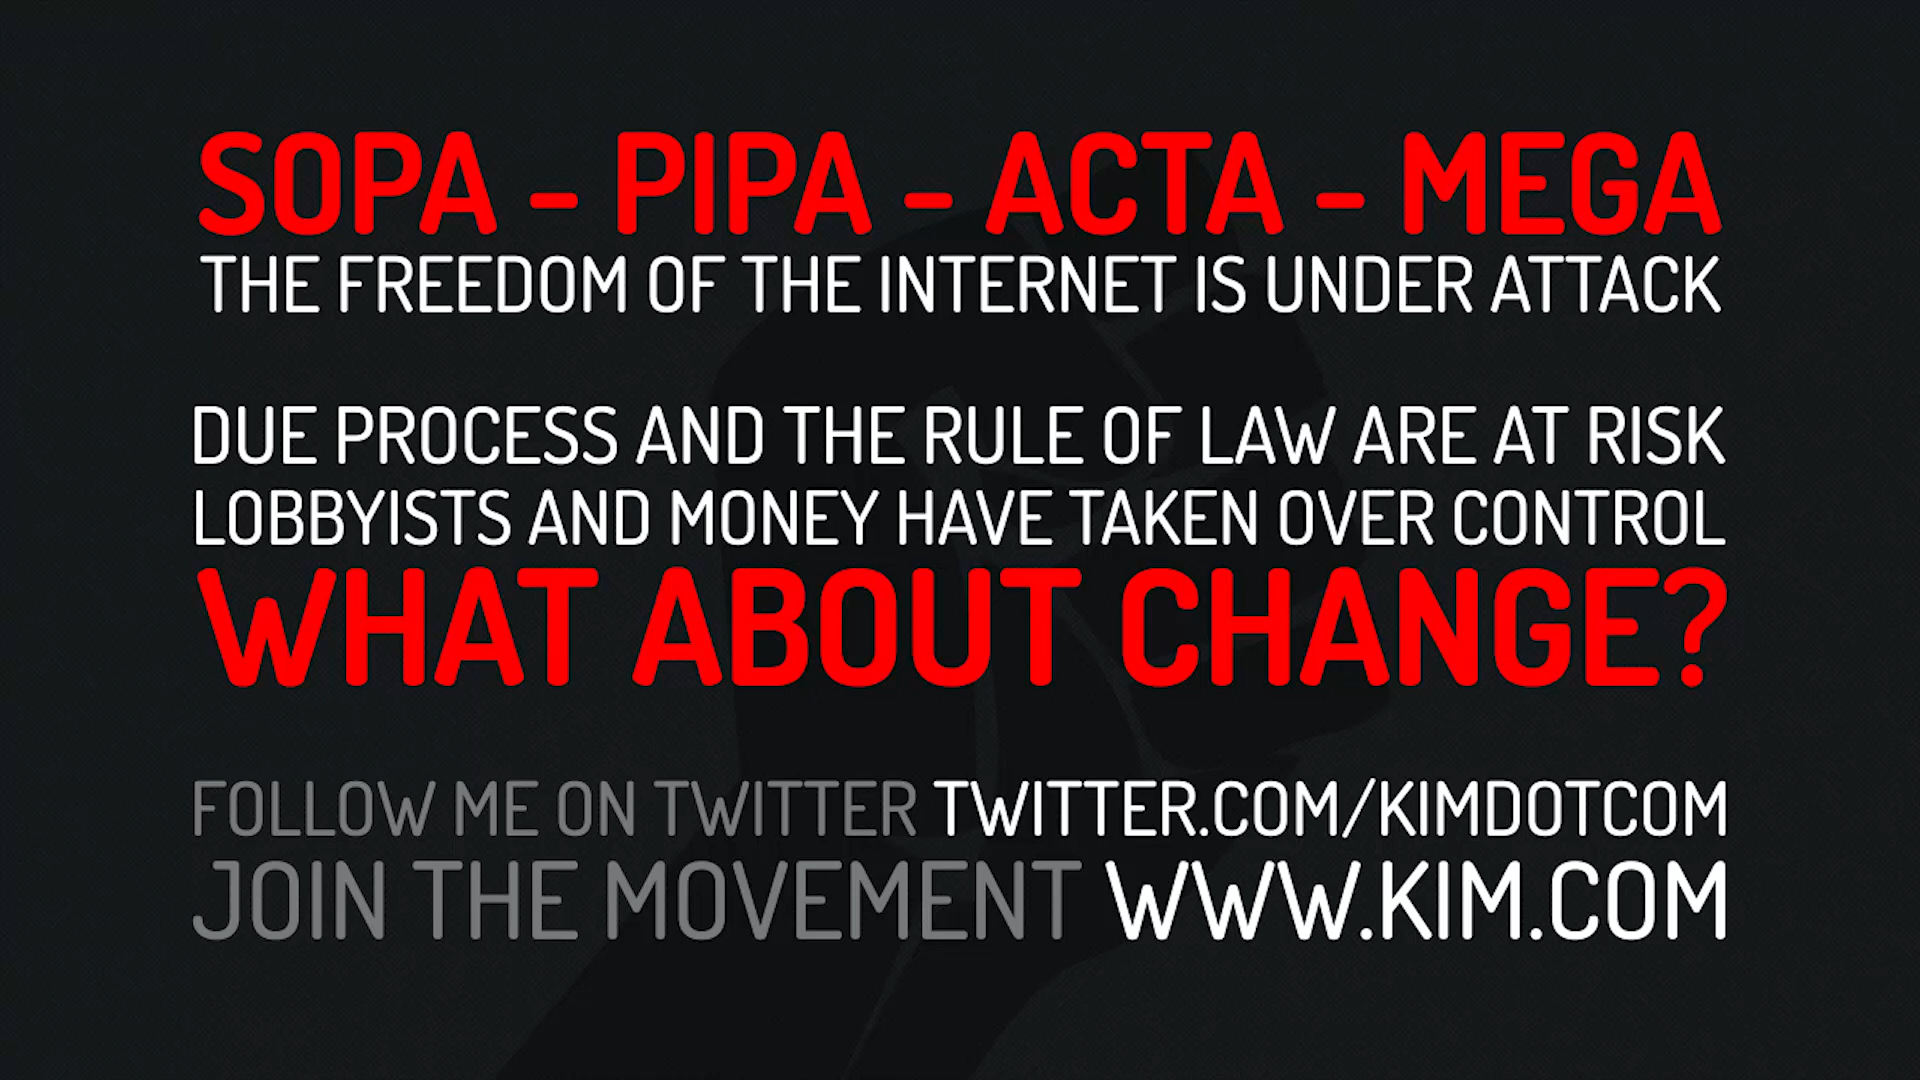 SOPA - PIPA - ACTA - MEGA
THE FREEDOM OF THE INTERNET IS UNDER ATTACK
DUE PROCESS AND THE RULE OF LAW ARE AT RISK
LOBBYISTS AND MONEY HAVE TAKEN OVER CONTROL
WHAT ABOUT CHANGE?
FOLLOW ME ON TWITTER TWITTER.COM/KIMDOTCOM
JOIN THE MOVEMENT WWW.KIM.COM